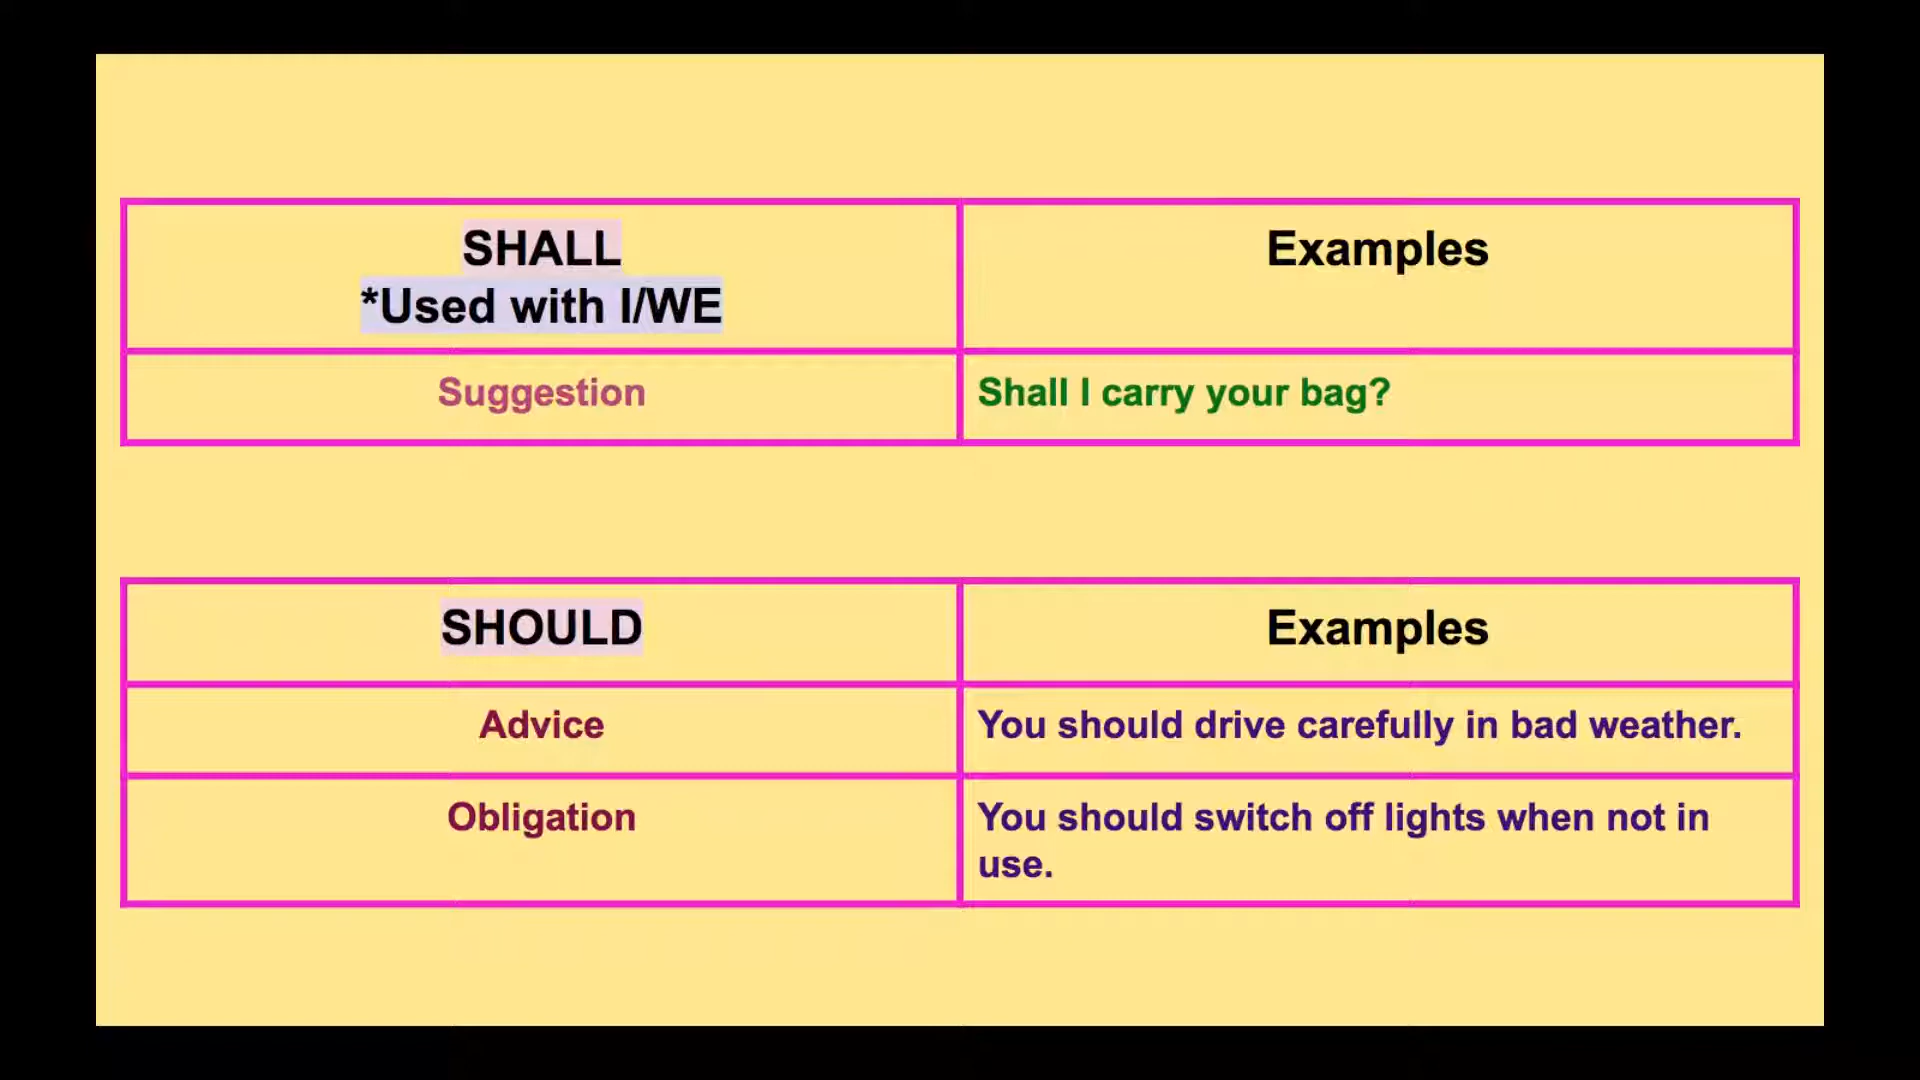 SHALL
*Used with I/WE
Examples
Suggestion
Shall I carry your bag?
SHOULD
Examples
Advice
You should drive carefully in bad weather.
Obligation
You should switch off lights when not in
use.